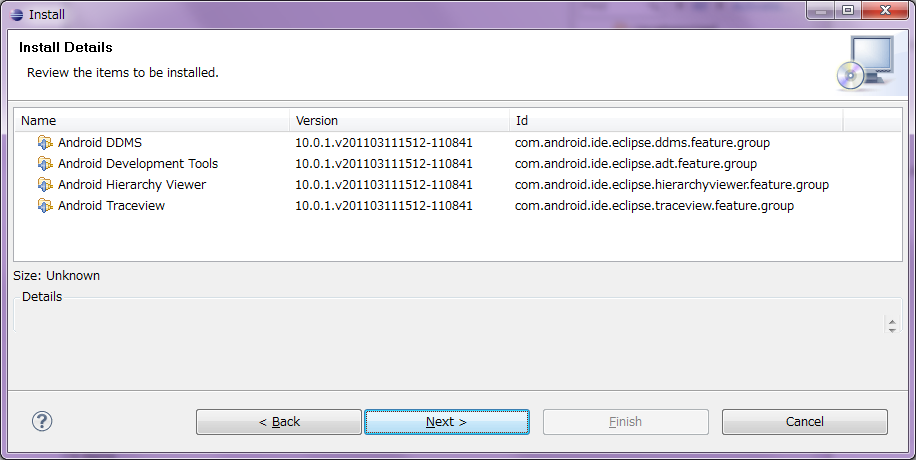 Install
Install Details
Review the items to be installed.
Name Version Id
Android DDMS 10.0.1.v201103111512-110841 com.android.ide.eclipse.ddms.feature.group
Android Development Tools 10.0.1.v201103111512-110841 com.android.ide.eclipse.adt.feature.group
Android Hierarchy Viewer 10.0.1.v201103111512-110841 com.android.ide.eclipse.hierarchyviewer.feature.group
Android Traceview 10.0.1.v201103111512-110841 com.android.ide.eclipse.traceview.feature.group
Size: Unknown
Details
? < Back Next > Finish Cancel